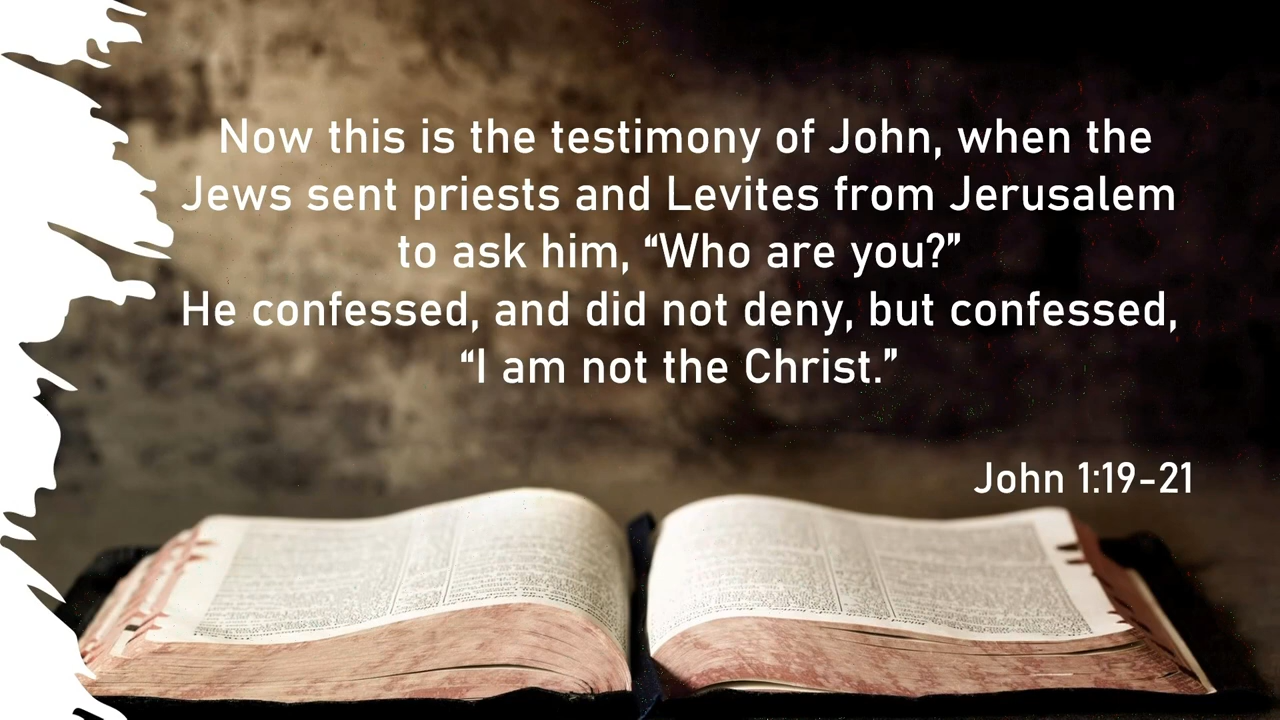 Now this is the testimony of John, when the
Jews sent priests and Levites from Jerusalem
to ask him, “Who are you?”
He confessed, and did not deny, but confessed,
“I am not the Christ.”
John 1:19-21